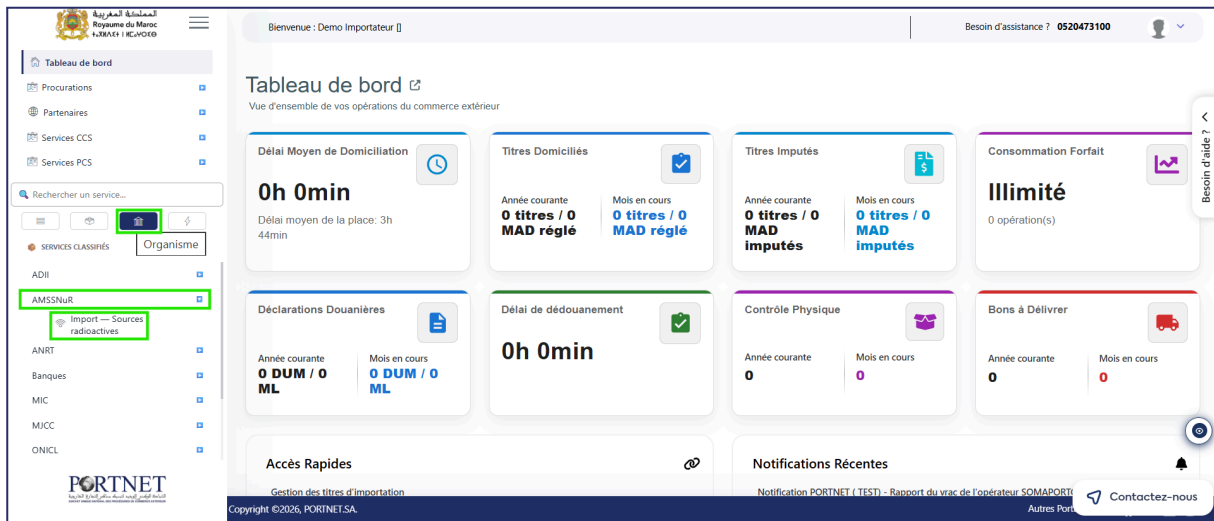 المملكة المغربية
Royaume du Maroc
ⵜⴰⴳⵍⴷⵉⵜ ⵏ ⵍⵎⵖⵔⵉⴱ
Bienvenue : Demo Importateur []
Besoin d'assistance ? 0520473100
Tableau de bord
Procurations
Partenaires
Services CCS
Services PCS
Rechercher un service...
Organisme
SERVICES CLASSIFIÉS
ADII
AMSSNuR
Import — Sources
radioactives
ANRT
Banques
MIC
MJCC
ONICL
PORTNET
Tableau de bord
Vue d'ensemble de vos opérations du commerce extérieur
Délai Moyen de Domiciliation
0h 0min
Délai moyen de la place: 3h
44min
Titres Domiciliés
Année courante
0 titres / 0
MAD réglé
Mois en cours
0 titres / 0
MAD réglé
Titres Imputés
Année courante
0 titres / 0
MAD
imputés
Mois en cours
0 titres / 0
MAD
imputés
Consommation Forfait
Illimité
0 opération(s)
Déclarations Douanières
Année courante
0 DUM / 0
ML
Mois en cours
0 DUM / 0
ML
Délai de dédouanement
0h 0min
Contrôle Physique
Année courante
0
Mois en cours
0
Bons à Délivrer
Année courante
0
Mois en cours
0
Accès Rapides
Gestion des titres d'importation
Notifications Récentes
Notification PORTNET ( TEST) - Rapport du vrac de l'opérateur SOMAPORT
Besoin d'aide ?
Contactez-nous
Copyright ©2026, PORTNET.SA.
Autres Port